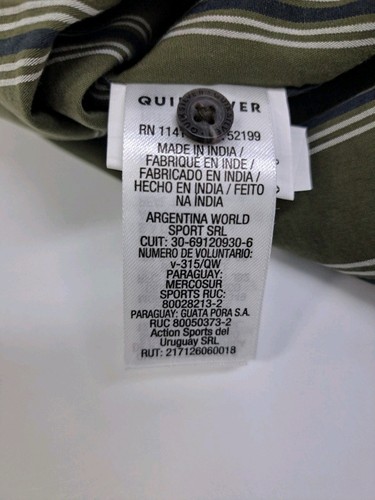 QUI VER
RN 114 52199
MADE IN INDIA /
FABRIQUE EN INDE /
FABRICADO EN INDIA /
HECHO EN INDIA / FEITO
NA ÍNDIA
ARGENTINA WORLD
SPORT SRL
CUIT: 30-69120930-6
NUMERO DE VOLUNTARIO:
v-315/QW
PARAGUAY:
MERCOSUR
SPORTS RUC:
80028213-2
PARAGUAY: GUATA PORA S.A.
RUC 80050373-2
Action Sports del
Uruguay SRL
RUT: 217126060018